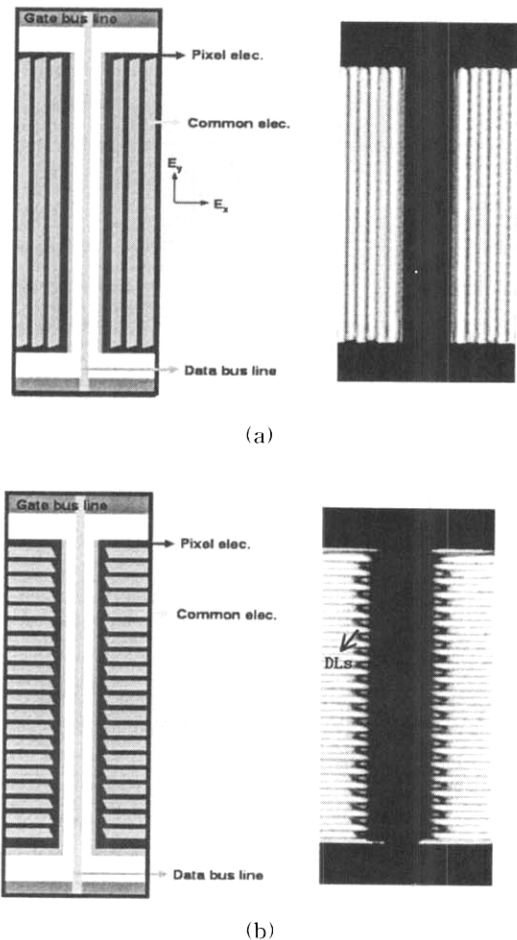 Gate bus line
Pixel elec.
Common elec.
Ey
Ex
Data bus line
(a)
Gate bus line
Pixel elec.
Common elec.
DLs
Data bus line
(b)